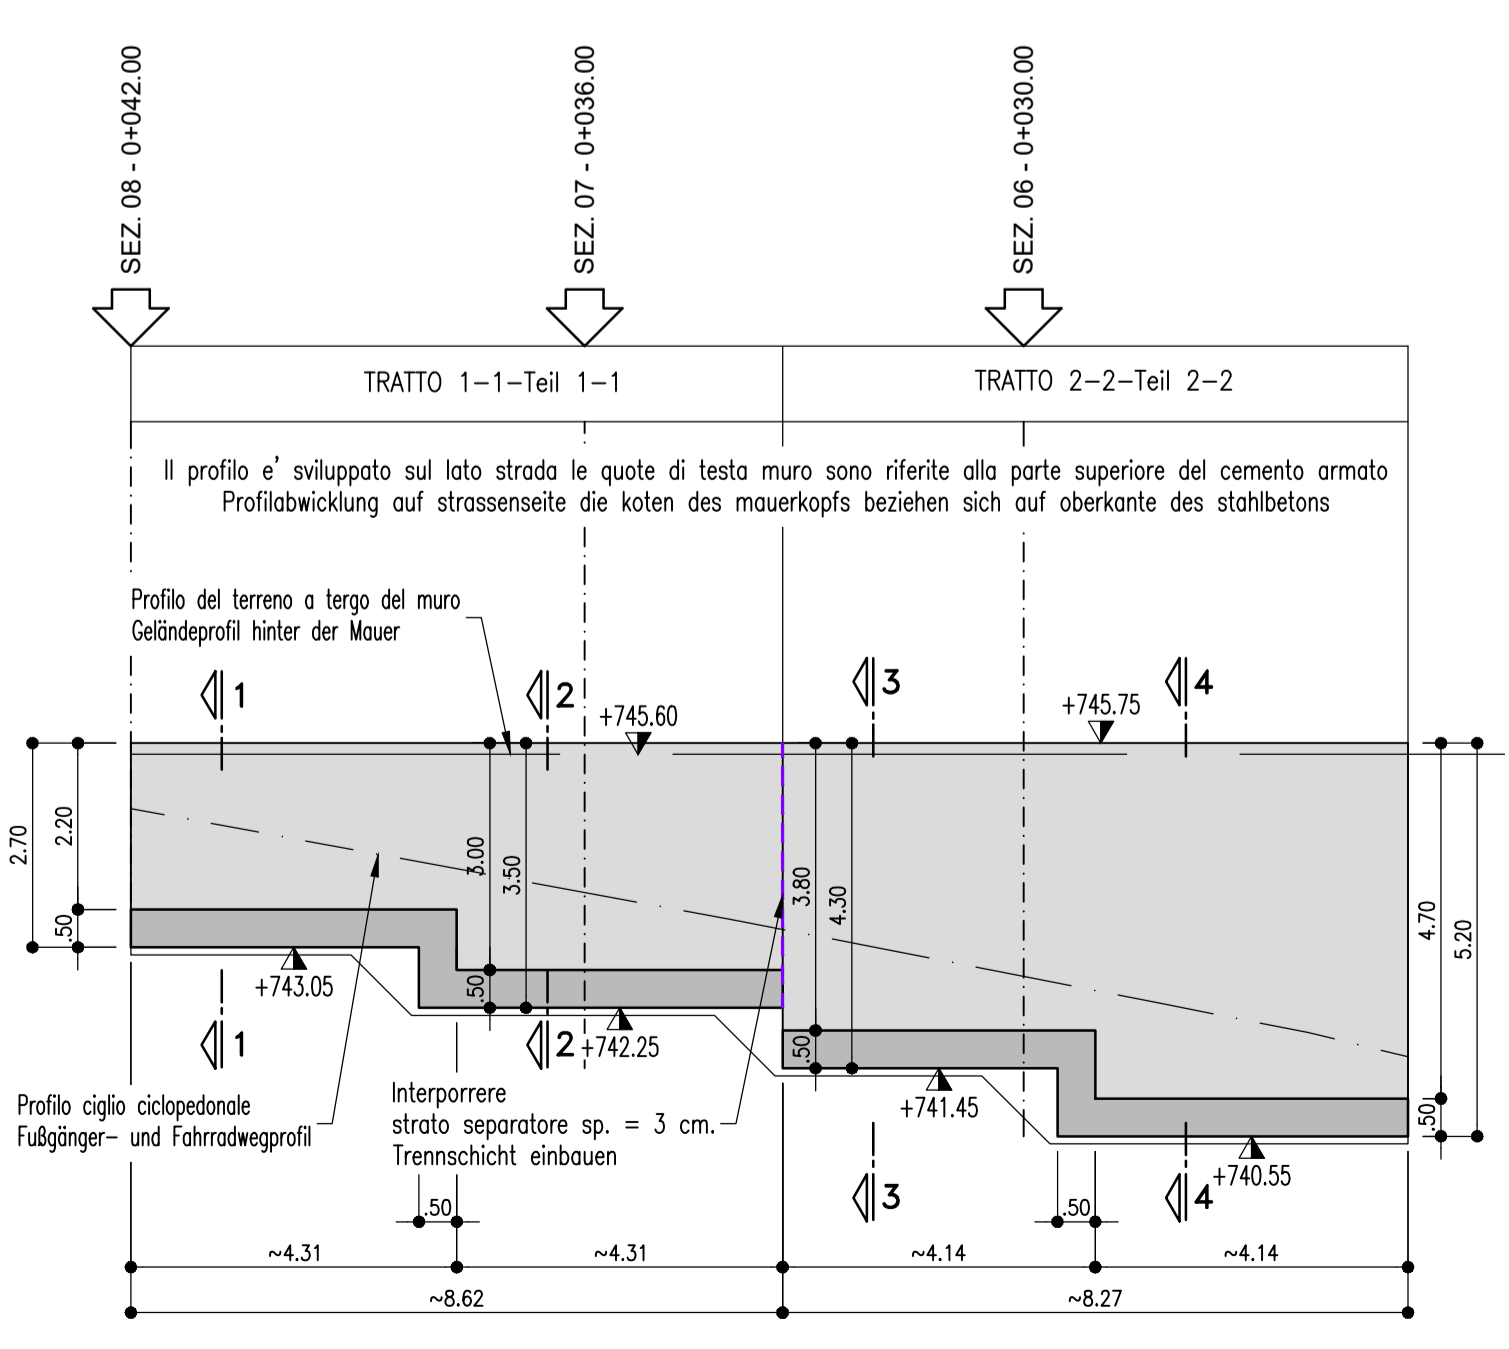 SEZ. 08 - 0+042.00
SEZ. 07 - 0+036.00
SEZ. 06 - 0+030.00
TRATTO 1-1-Teil 1-1
TRATTO 2-2-Teil 2-2
Il profilo e' sviluppato sul lato strada le quote di testa muro sono riferite alla parte superiore del cemento armato
Profilabwicklung auf strassenseite die koten des mauerkopfs beziehen sich auf oberkante des stahlbetons
Profilo del terreno a tergo del muro
Geländeprofil hinter der Mauer
1
2
3
4
+745.60
+745.75
2.70
2.20
.50
3.00
3.50
.50
3.80
4.30
.50
4.70
5.20
.50
+743.05
+742.25
+741.45
+740.55
1
2
3
4
Profilo ciglio ciclopedonale
Fußgänger- und Fahrradwegprofil
Interporrere
strato separatore sp. = 3 cm.
Trennschicht einbauen
.50
.50
~4.31
~4.31
~4.14
~4.14
~8.62
~8.27